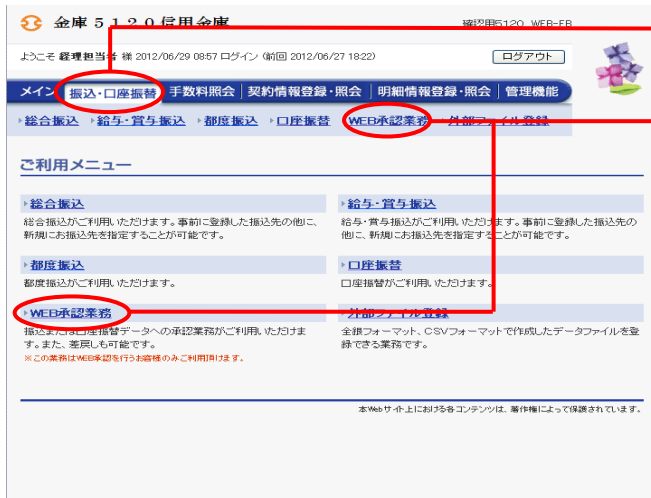 金庫5120信用金庫
確認用5120 WEB-FB
ようこそ 経理担当者 様 2012/06/29 08:57 ログイン (前回 2012/06/27 18:22)
ログアウト
メイン 振込・口座振替 手数料照会 契約情報登録・照会 明細情報登録・照会 管理機能
総合振込 給与・賞与振込 都度振込 口座振替 WEB承認業務 外部ファイル登録
ご利用メニュー
総合振込
総合振込がご利用いただけます。事前に登録した振込先の他に、
新規にお振込先を指定することが可能です。
給与・賞与振込
給与・賞与振込がご利用いただけます。事前に登録した振込先の
他に、新規にお振込先を指定することが可能です。
都度振込
都度振込がご利用いただけます。
口座振替
口座振替がご利用いただけます。
WEB承認業務
振込または口座振替データへの承認業務がご利用いただけま
す。また、差戻しも可能です。
※この業務はWEB承認を行うお客様のみご利用頂けます。
外部ファイル登録
全銀フォーマット、CSVフォーマットで作成したデータファイルを登
録できる業務です。
本Webサイト上における各コンテンツは、著作権によって保護されています。